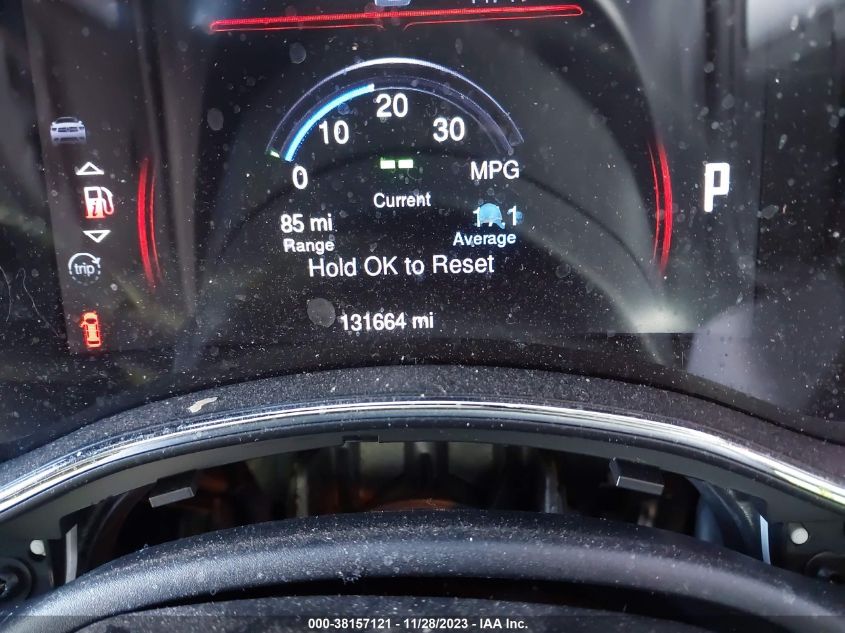 20
10 30
0 MPG
Current
85 mi
Range Average
Hold OK to Reset
trip
131664 mi
P
000-38157121 - 11/28/2023 - IAA Inc.